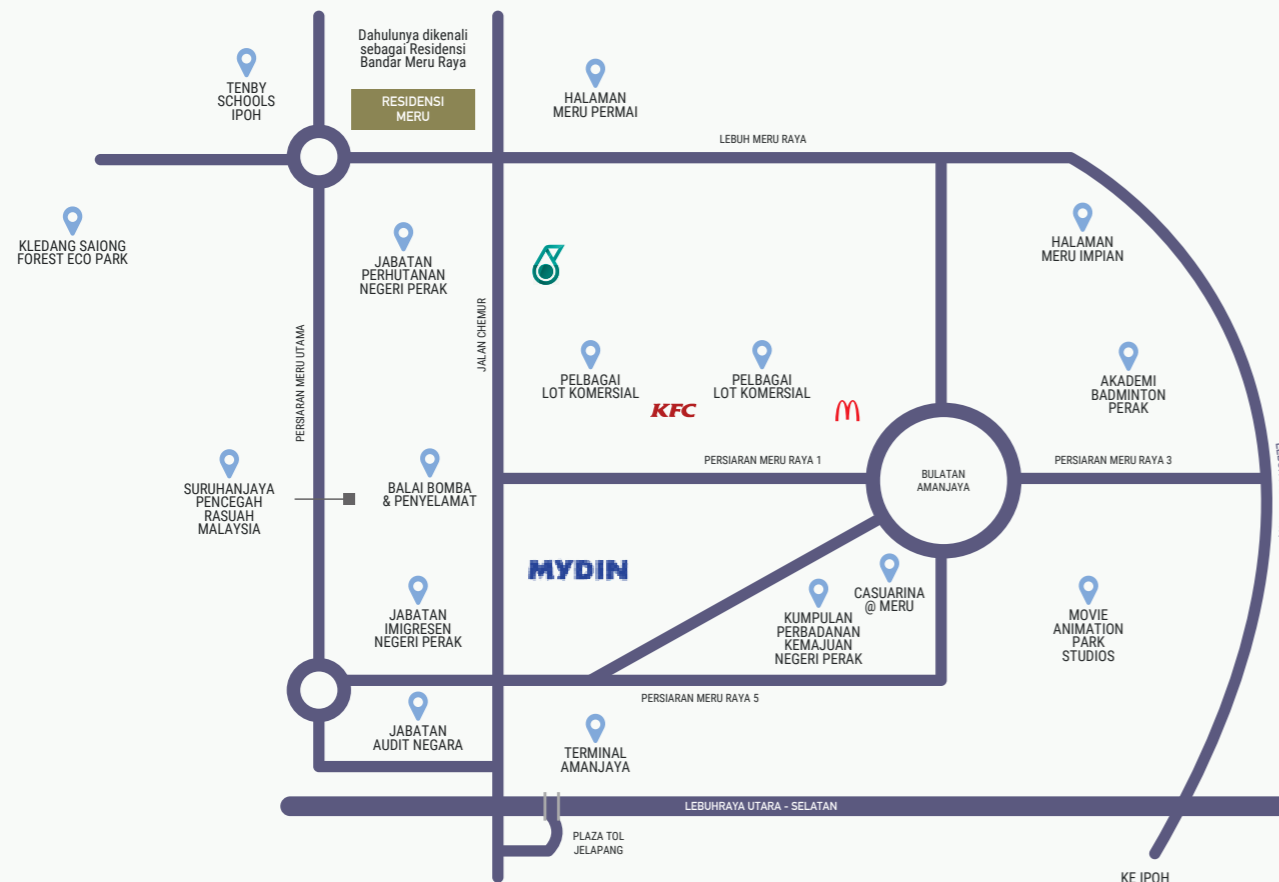 Dahulunya dikenali
sebagai Residensi
Bandar Meru Raya
RESIDENSI
MERU
TENBY
SCHOOLS
IPOH
HALAMAN
MERU PERMAI
LEBUH MERU RAYA
KLEDANG SAIONG
FOREST ECO PARK
JABATAN
PERHUTANAN
NEGERI PERAK
HALAMAN
MERU IMPIAN
PERSIARAN MERU UTAMA
JALAN CHEMUR
PELBAGAI
LOT KOMERSIAL
KFC
PELBAGAI
LOT KOMERSIAL
AKADEMI
BADMINTON
PERAK
PERSIARAN MERU RAYA 1
BULATAN
AMANJAYA
PERSIARAN MERU RAYA 3
SURUHANJAYA
PENCEGAH
RASUAH
MALAYSIA
BALAI BOMBA
& PENYELAMAT
MYDIN
JABATAN
IMIGRESEN
NEGERI PERAK
KUMPULAN
PERBADANAN
KEMAJUAN
NEGERI PERAK
CASUARINA
@ MERU
MOVIE
ANIMATION
PARK
STUDIOS
PERSIARAN MERU RAYA 5
JABATAN
AUDIT NEGARA
TERMINAL
AMANJAYA
LEBUHRAYA UTARA - SELATAN
PLAZA TOL
JELAPANG
KE IPOH